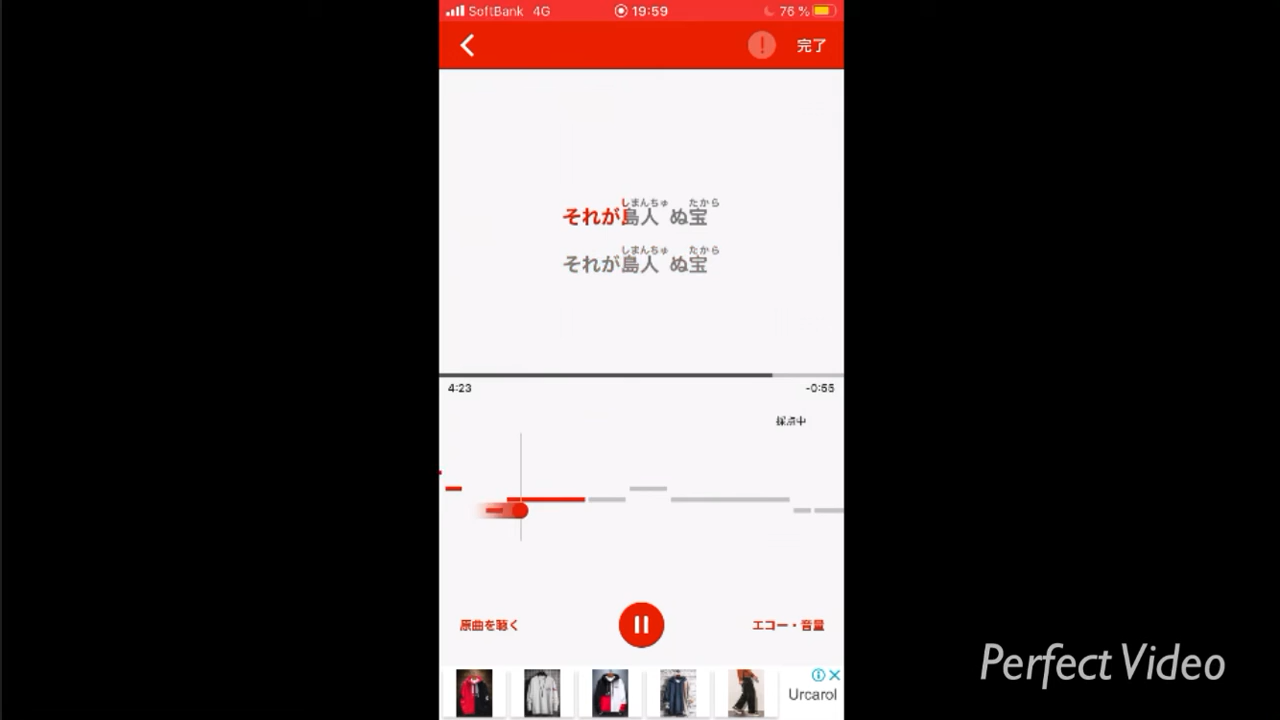 SoftBank 4G 19:59 76 %
完了
しまんちゅ たから
それが島人 ぬ宝
しまんちゅ たから
それが島人 ぬ宝
4:23 -0:55
採点中
原曲を聴く エコー・音量
Urcarol
Perfect Video